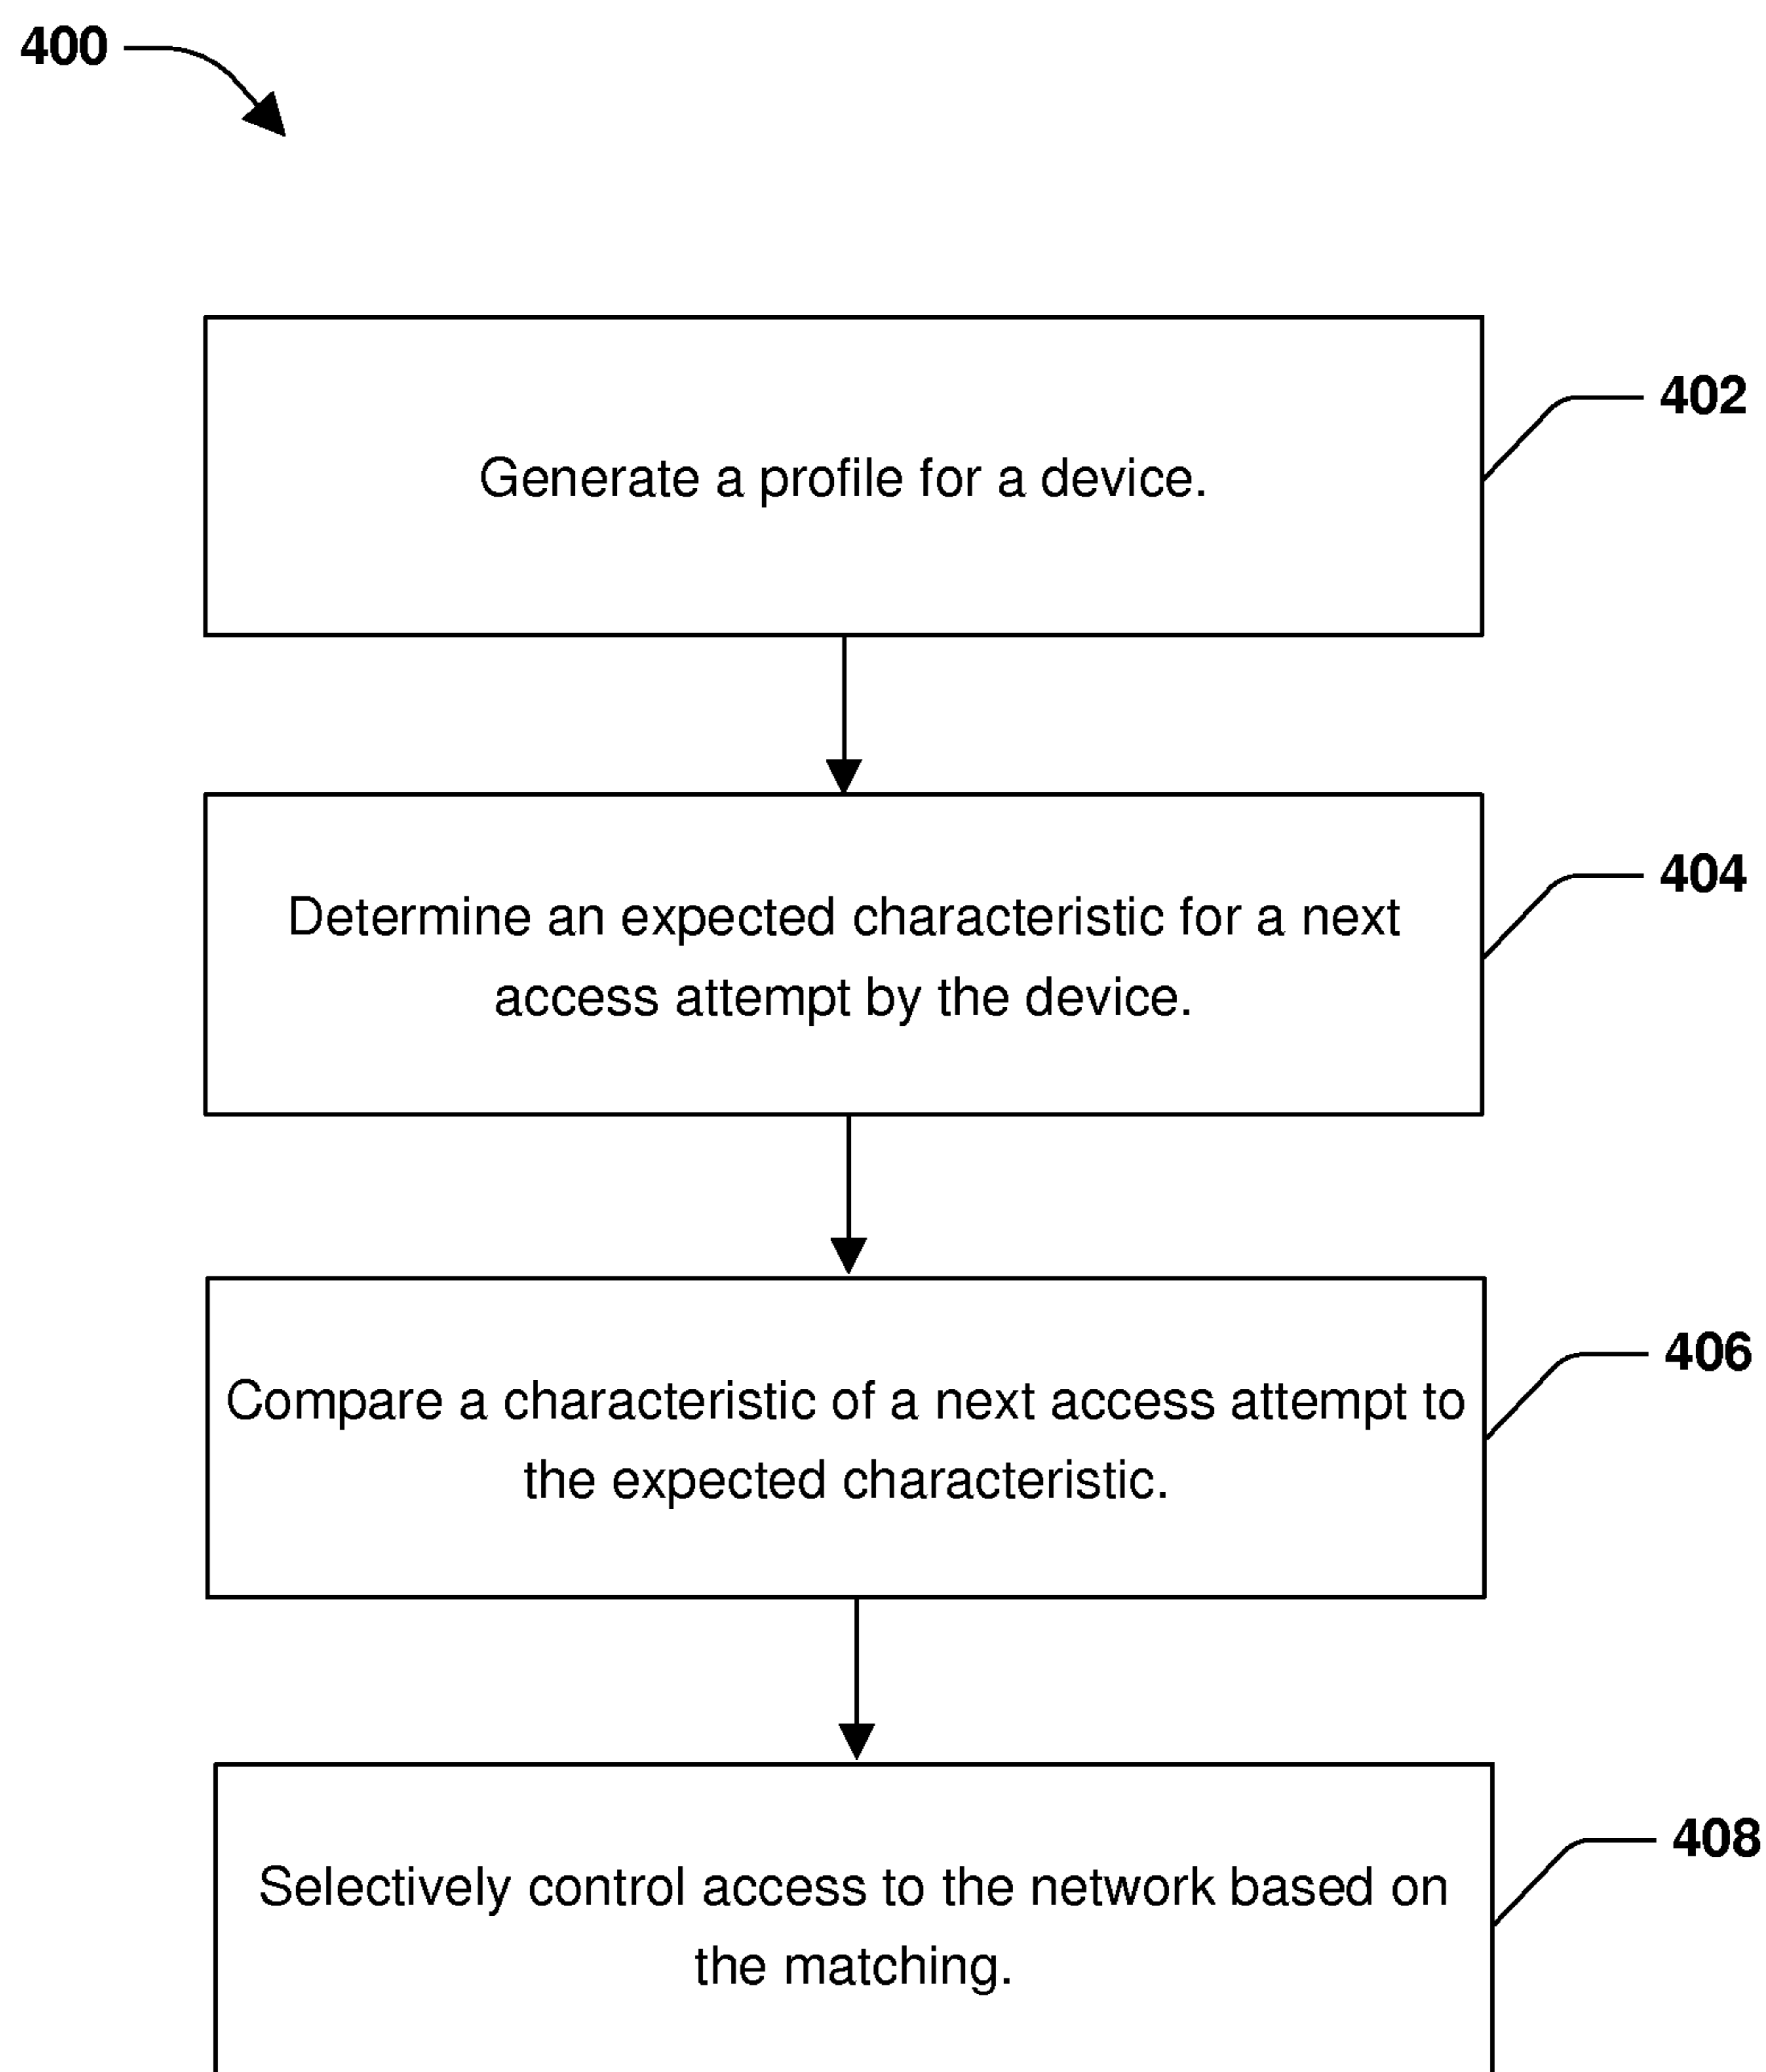 400
402
Generate a profile for a device.
404
Determine an expected characteristic for a next
access attempt by the device.
406
Compare a characteristic of a next access attempt to
the expected characteristic.
408
Selectively control access to the network based on
the matching.